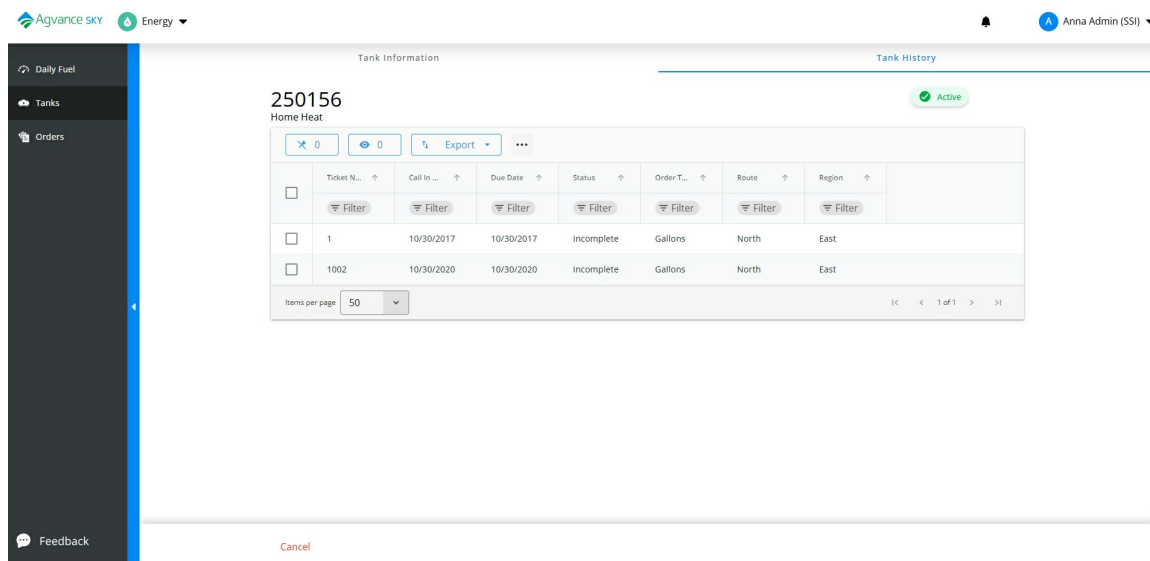 Agvance SKY Energy A Anna Admin (SSI)
Tank Information Tank History
Daily Fuel
Tanks
Orders
250156 Active
Home Heat
0 0 Export ...
Ticket N... Call In ... Due Date Status Order T... Route Region
Filter Filter Filter Filter Filter Filter Filter
1 10/30/2017 10/30/2017 Incomplete Gallons North East
1002 10/30/2020 10/30/2020 Incomplete Gallons North East
Items per page 50 1 of 1
Feedback
Cancel